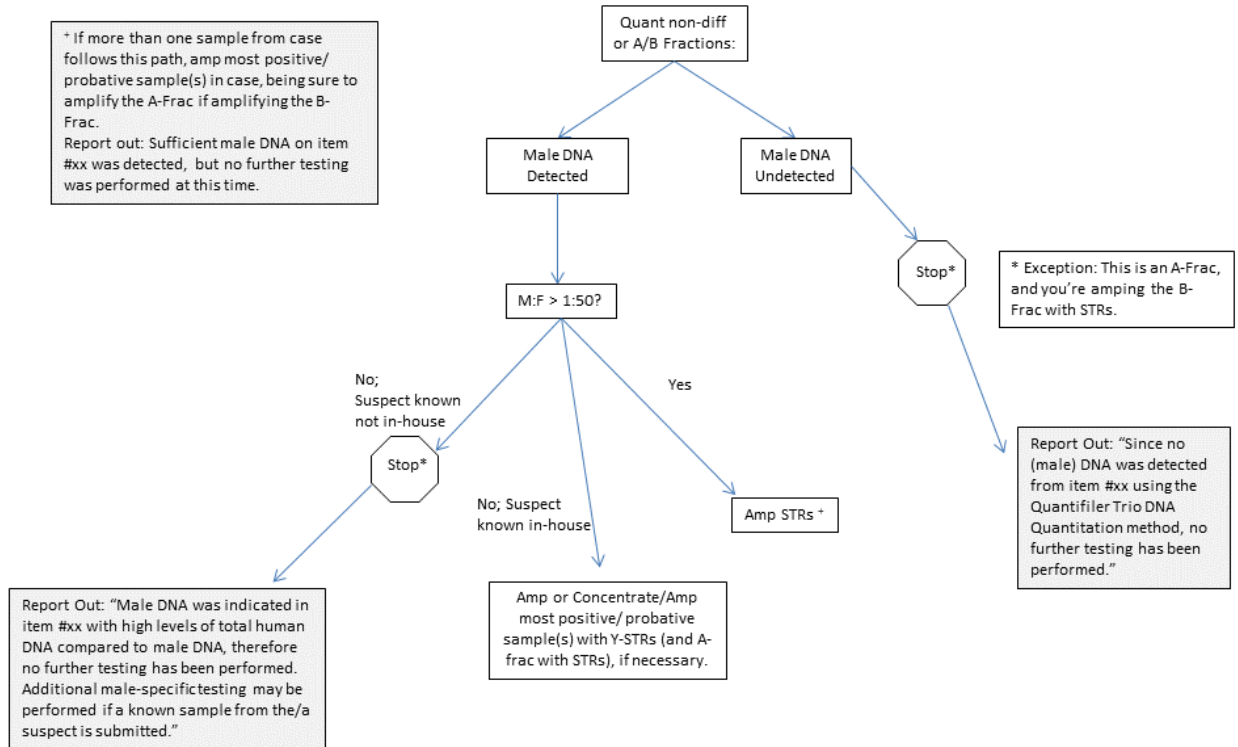 + If more than one sample from case
follows this path, amp most positive/
probative sample(s) in case, being sure to
amplify the A-Frac if amplifying the B-
Frac.
Report out: Sufficient male DNA on item
#xx was detected, but no further testing
was performed at this time.
Quant non-diff
or A/B Fractions:
Male DNA
Detected
Male DNA
Undetected
Stop*
* Exception: This is an A-Frac,
and you’re amping the B-
Frac with STRs.
M:F > 1:50?
No;
Suspect known
not in-house
Yes
Stop*
No; Suspect
known in-house
Amp STRs +
Report Out: “Since no
(male) DNA was detected
from item #xx using the
Quantifiler Trio DNA
Quantitation method, no
further testing has been
performed.”
Amp or Concentrate/Amp
most positive/ probative
sample(s) with Y-STRs (and A-
frac with STRs), if necessary.
Report Out: “Male DNA was indicated in
item #xx with high levels of total human
DNA compared to male DNA, therefore
no further testing has been performed.
Additional male-specific testing may be
performed if a known sample from the/a
suspect is submitted.”